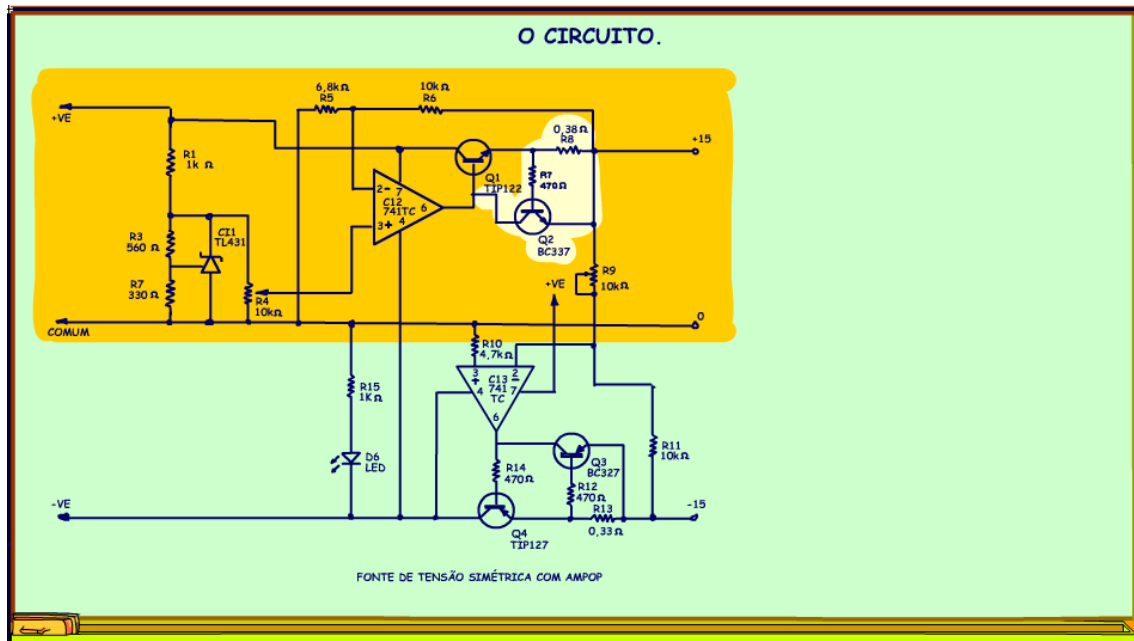 O CIRCUITO.
6,8kΩ
R5
10kΩ
R6
+VE
0,38Ω
R8
+15
R1
1k Ω
Q1
TIP122
R7
470Ω
2 - 7
CI2
741TC 6
3 + 4
Q2
BC337
R3
560 Ω
CI1
TL431
R7
330Ω
R4
10kΩ
+VE
R9
10kΩ
COMUM
0
R10
4,7kΩ
3 2
+ CI3 -
4 741 7
TC
6
R15
1KΩ
D6
LED
R14
470Ω
Q3
BC327
R12
470Ω
R11
10kΩ
-VE
R13
0,33Ω
-15
Q4
TIP127
FONTE DE TENSÃO SIMÉTRICA COM AMPOP